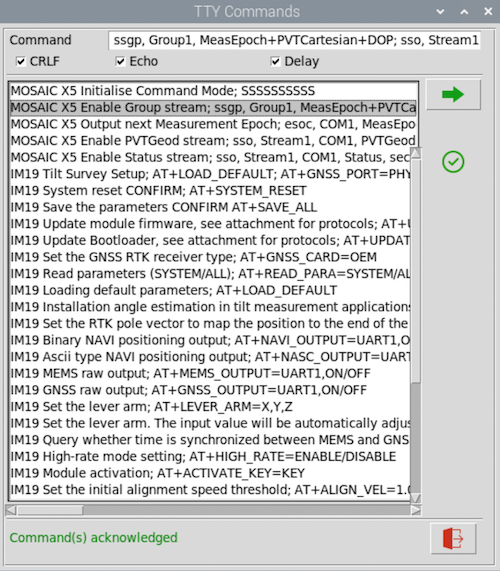 TTY Commands
Command ssgp, Group1, MeasEpoch+PVTCartesian+DOP; sso, Stream1
CRLF Echo Delay
MOSAIC X5 Initialise Command Mode; SSSSSSSSSS
MOSAIC X5 Enable Group stream; ssgp, Group1, MeasEpoch+PVTCa
MOSAIC X5 Output next Measurement Epoch; esoc, COM1, MeasEpo
MOSAIC X5 Enable PVTGeod stream; sso, Stream1, COM1, PVTGeod
MOSAIC X5 Enable Status stream; sso, Stream1, COM1, Status, sec
IM19 Tilt Survey Setup; AT+LOAD_DEFAULT; AT+GNSS_PORT=PHY
IM19 System reset CONFIRM; AT+SYSTEM_RESET
IM19 Save the parameters CONFIRM AT+SAVE_ALL
IM19 Update module firmware, see attachment for protocols; AT+U
IM19 Update Bootloader, see attachment for protocols; AT+UPDAT
IM19 Set the GNSS RTK receiver type; AT+GNSS_CARD=OEM
IM19 Read parameters (SYSTEM/ALL); AT+READ_PARA=SYSTEM/AL
IM19 Loading default parameters; AT+LOAD_DEFAULT
IM19 Installation angle estimation in tilt measurement applications
IM19 Set the RTK pole vector to map the position to the end of the
IM19 Binary NAVI positioning output; AT+NAVI_OUTPUT=UART1,O
IM19 Ascii type NAVI positioning output; AT+NASC_OUTPUT=UART
IM19 MEMS raw output; AT+MEMS_OUTPUT=UART1,ON/OFF
IM19 GNSS raw output; AT+GNSS_OUTPUT=UART1,ON/OFF
IM19 Set the lever arm; AT+LEVER_ARM=X,Y,Z
IM19 Set the lever arm. The input value will be automatically adjus
IM19 Query whether time is synchronized between MEMS and GNS
IM19 High-rate mode setting; AT+HIGH_RATE=ENABLE/DISABLE
IM19 Module activation; AT+ACTIVATE_KEY=KEY
IM19 Set the initial alignment speed threshold; AT+ALIGN_VEL=1.0
Command(s) acknowledged